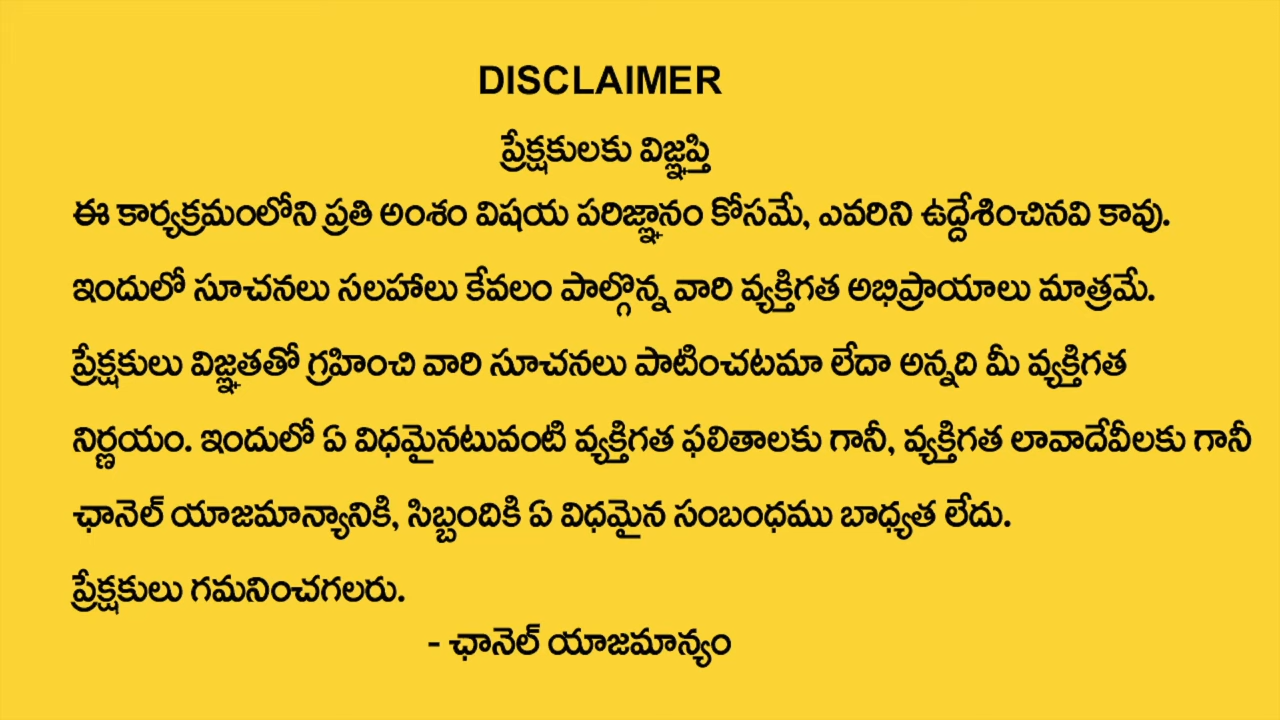 DISCLAIMER
ప్రేక్షకులకు విజ్ఞప్తి
ఈ కార్యక్రమంలోని ప్రతి అంశం విషయ పరిజ్ఞానం కోసమే, ఎవరిని ఉద్దేశించినవి కావు.
ఇందులో సూచనలు సలహాలు కేవలం పాల్గొన్న వారి వ్యక్తిగత అభిప్రాయాలు మాత్రమే.
ప్రేక్షకులు విజ్ఞతతో గ్రహించి వారి సూచనలు పాటించటమా లేదా అన్నది మీ వ్యక్తిగత
నిర్ణయం. ఇందులో ఏ విధమైనటువంటి వ్యక్తిగత ఫలితాలకు గానీ, వ్యక్తిగత లావాదేవీలకు గానీ
ఛానెల్ యాజమాన్యానికి, సిబ్బందికి ఏ విధమైన సంబంధము బాధ్యత లేదు.
ప్రేక్షకులు గమనించగలరు.
- ఛానెల్ యాజమాన్యం